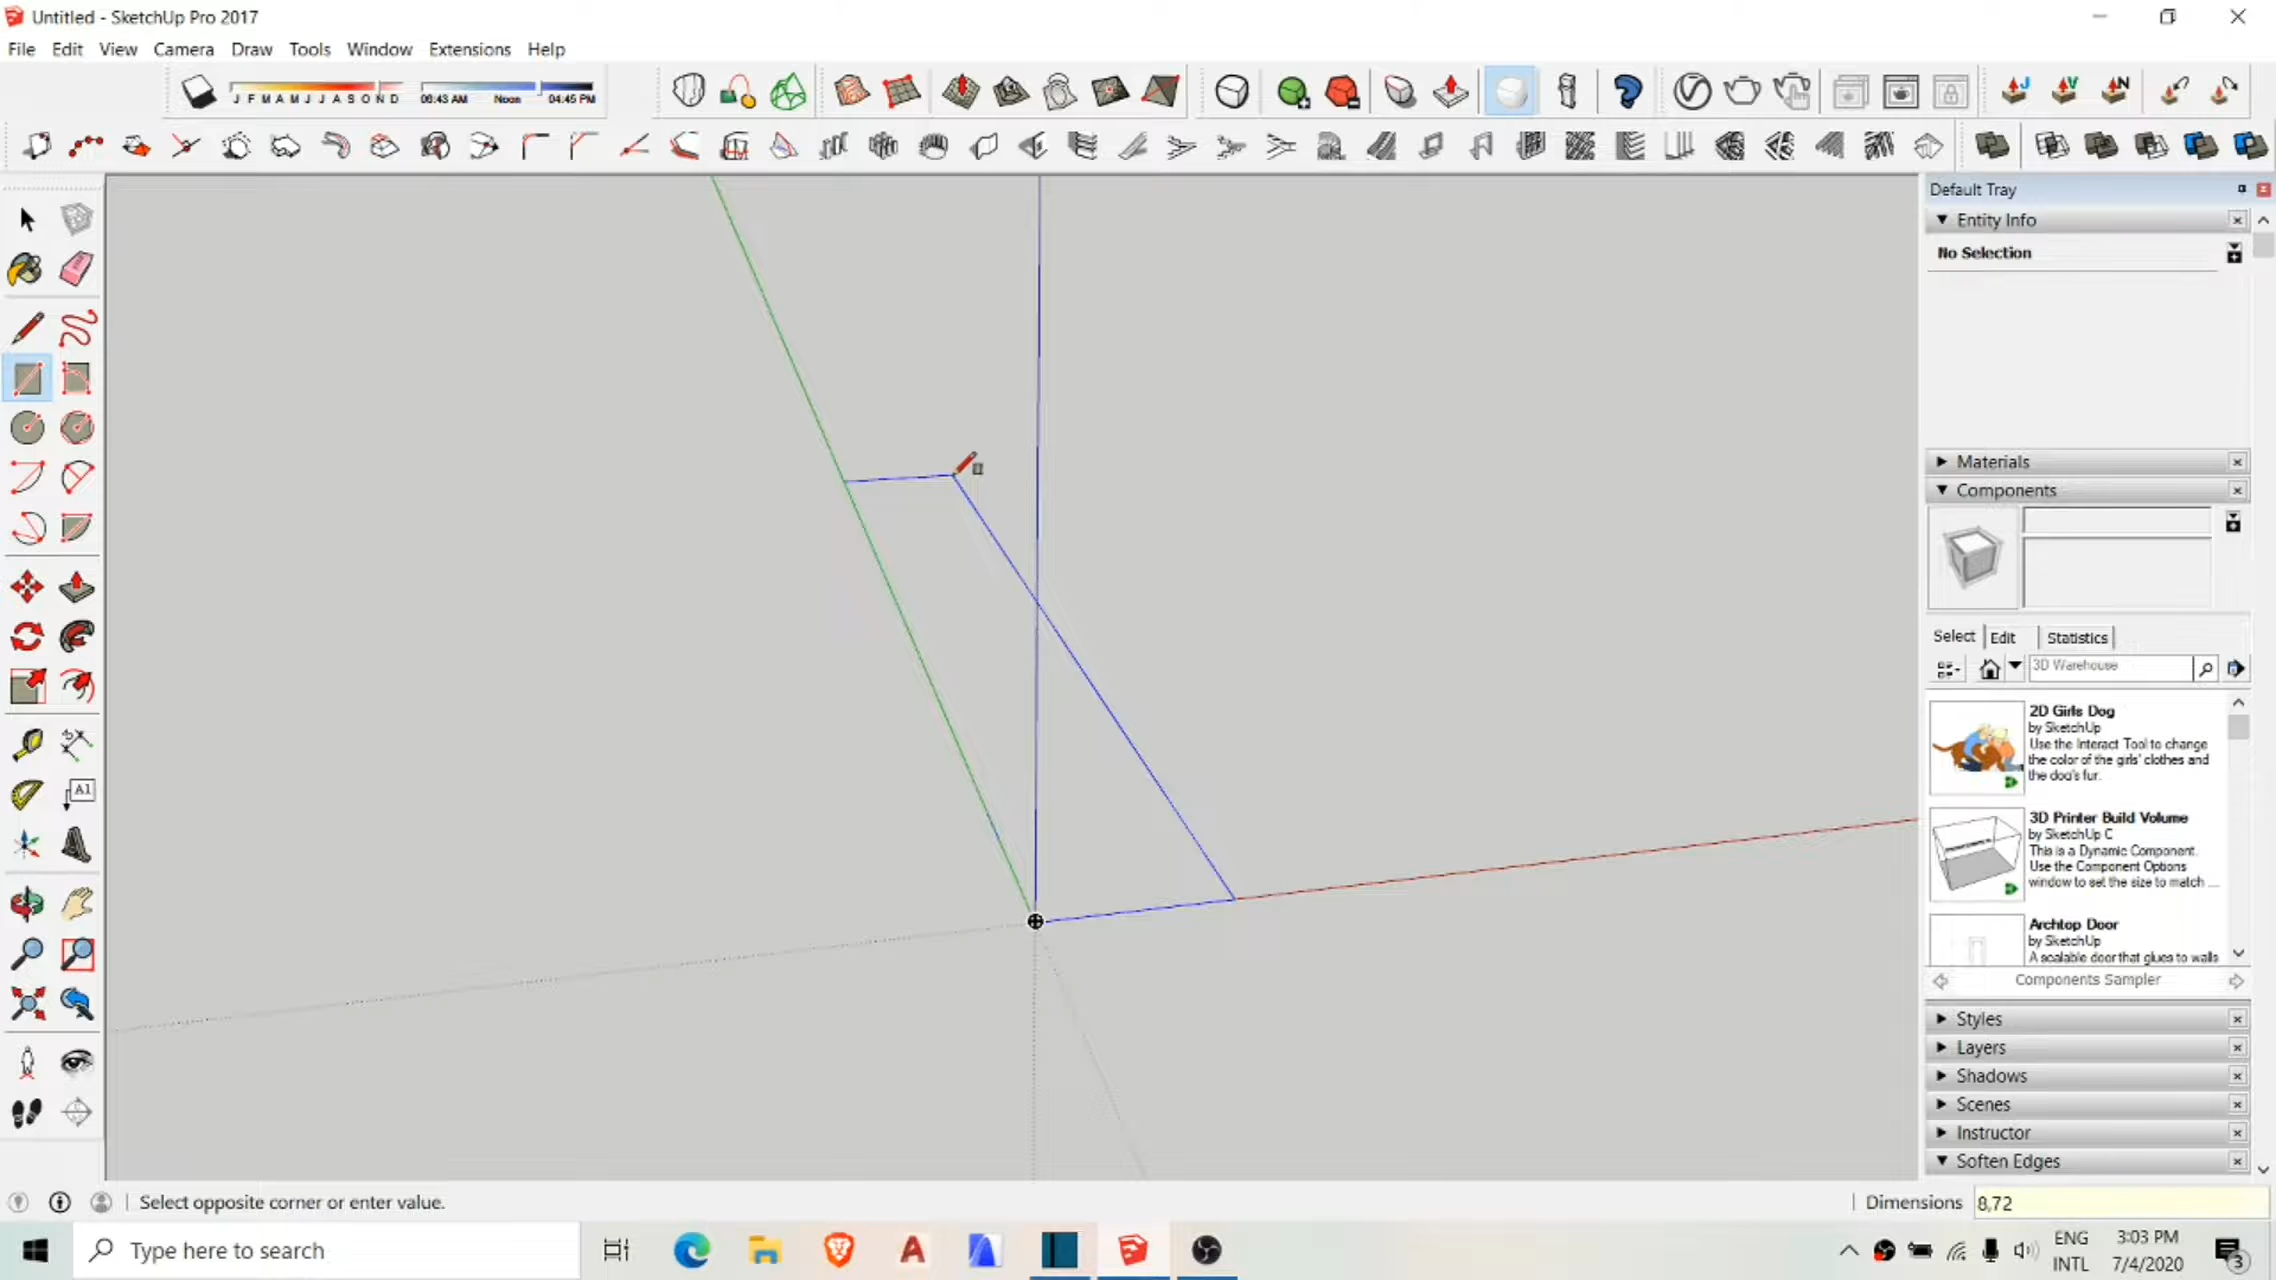 Untitled - SketchUp Pro 2017
File Edit View Camera Draw Tools Window Extensions Help
J F M A M J J A S O N D 06:43 AM Noon 04:45 PM
Default Tray
Entity Info
No Selection
Materials
Components
Select Edit Statistics
3D Warehouse
2D Girls Dog
by SketchUp
Use the Interact Tool to change
the color of the girls' clothes and
the dog's fur.
3D Printer Build Volume
by SketchUp C
This is a Dynamic Component.
Use the Component Options
window to set the size to match ...
Archtop Door
by SketchUp
A scalable door that glues to walls
Components Sampler
Styles
Layers
Shadows
Scenes
Instructor
Soften Edges
A1
Select opposite corner or enter value.
Dimensions 8,72
Type here to search
ENG
INTL
3:03 PM
7/4/2020
3